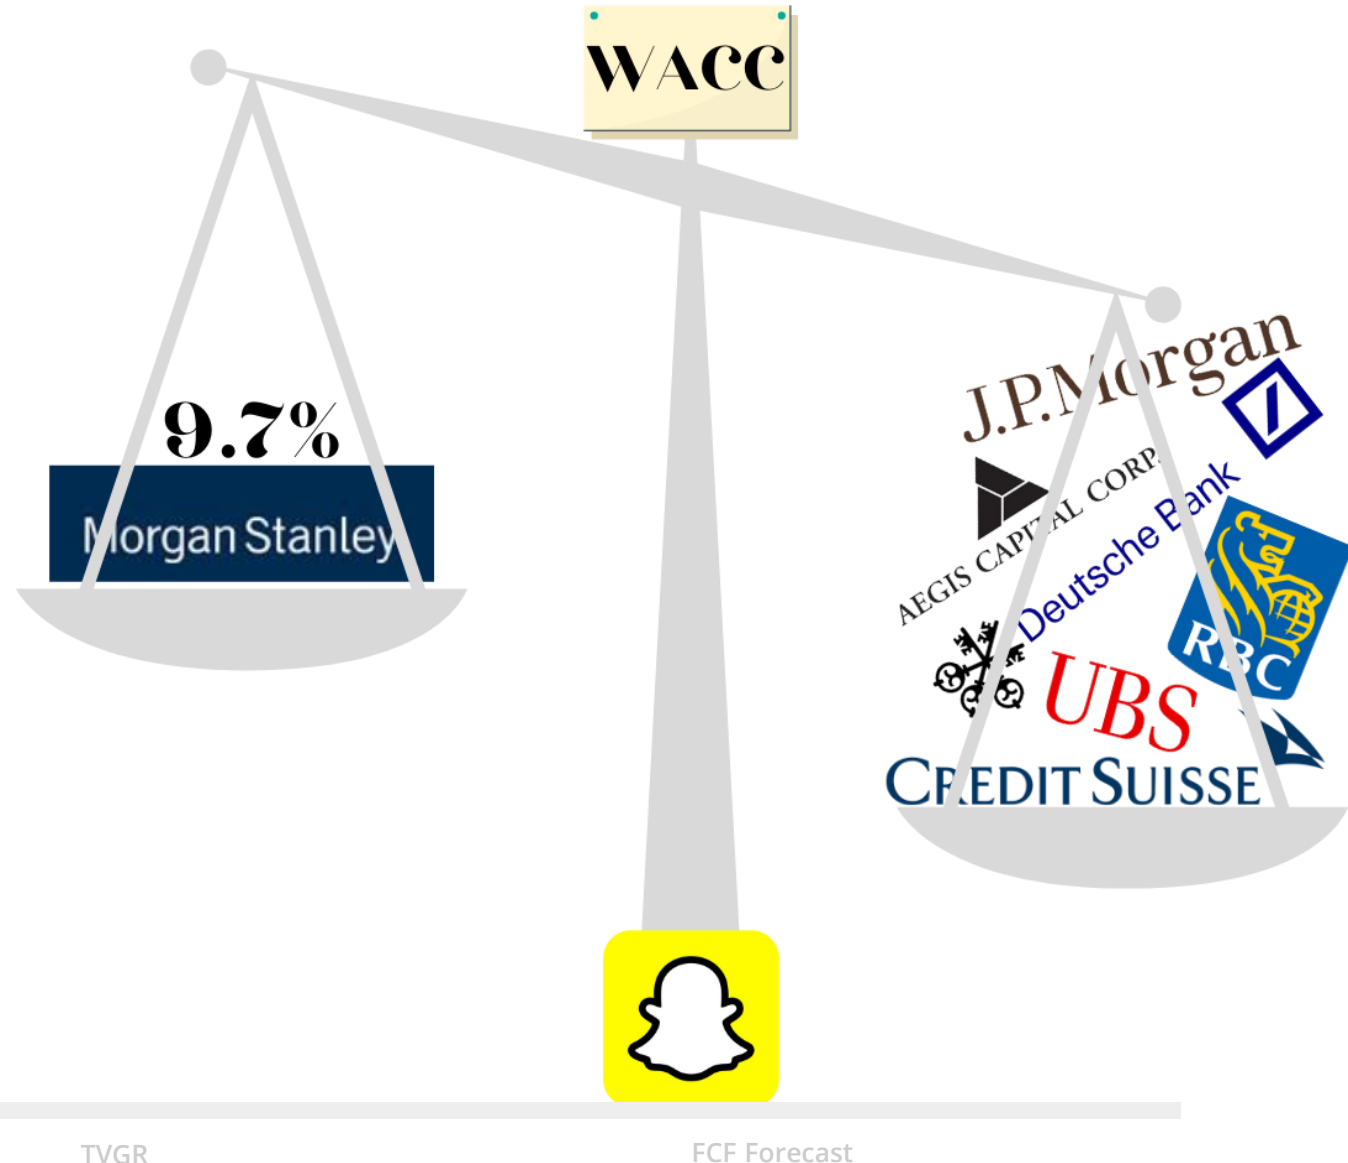 WACC
9.7%
Morgan Stanley
J.P.Morgan
AEGIS CAPITAL CORP.
Deutsche Bank
RBC
UBS
CREDIT SUISSE
TVGR
FCF Forecast